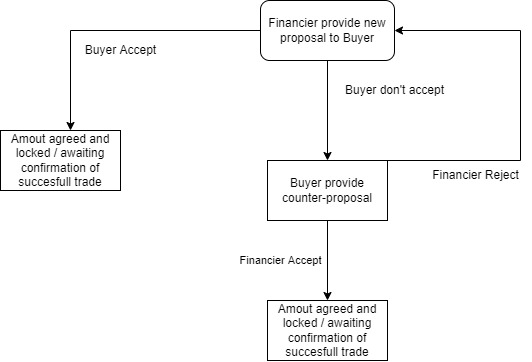 Financier provide new
proposal to Buyer
Buyer Accept
Buyer don't accept
Amout agreed and
locked / awaiting
confirmation of
succesfull trade
Buyer provide
counter-proposal
Financier Reject
Financier Accept
Amout agreed and
locked / awaiting
confirmation of
succesfull trade